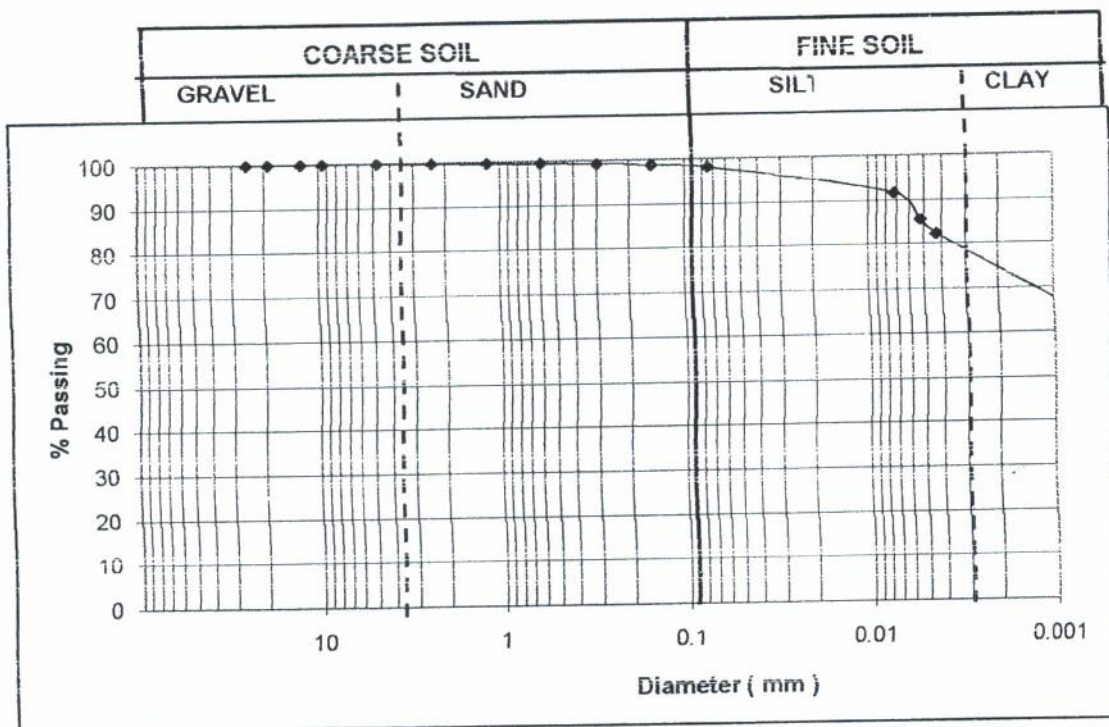 COARSE SOIL FINE SOIL
GRAVEL SAND SILT CLAY
100
90
80
70
60
50
40
30
20
10
0
% Passing
10 1 0.1 0.01 0.001
Diameter ( mm )